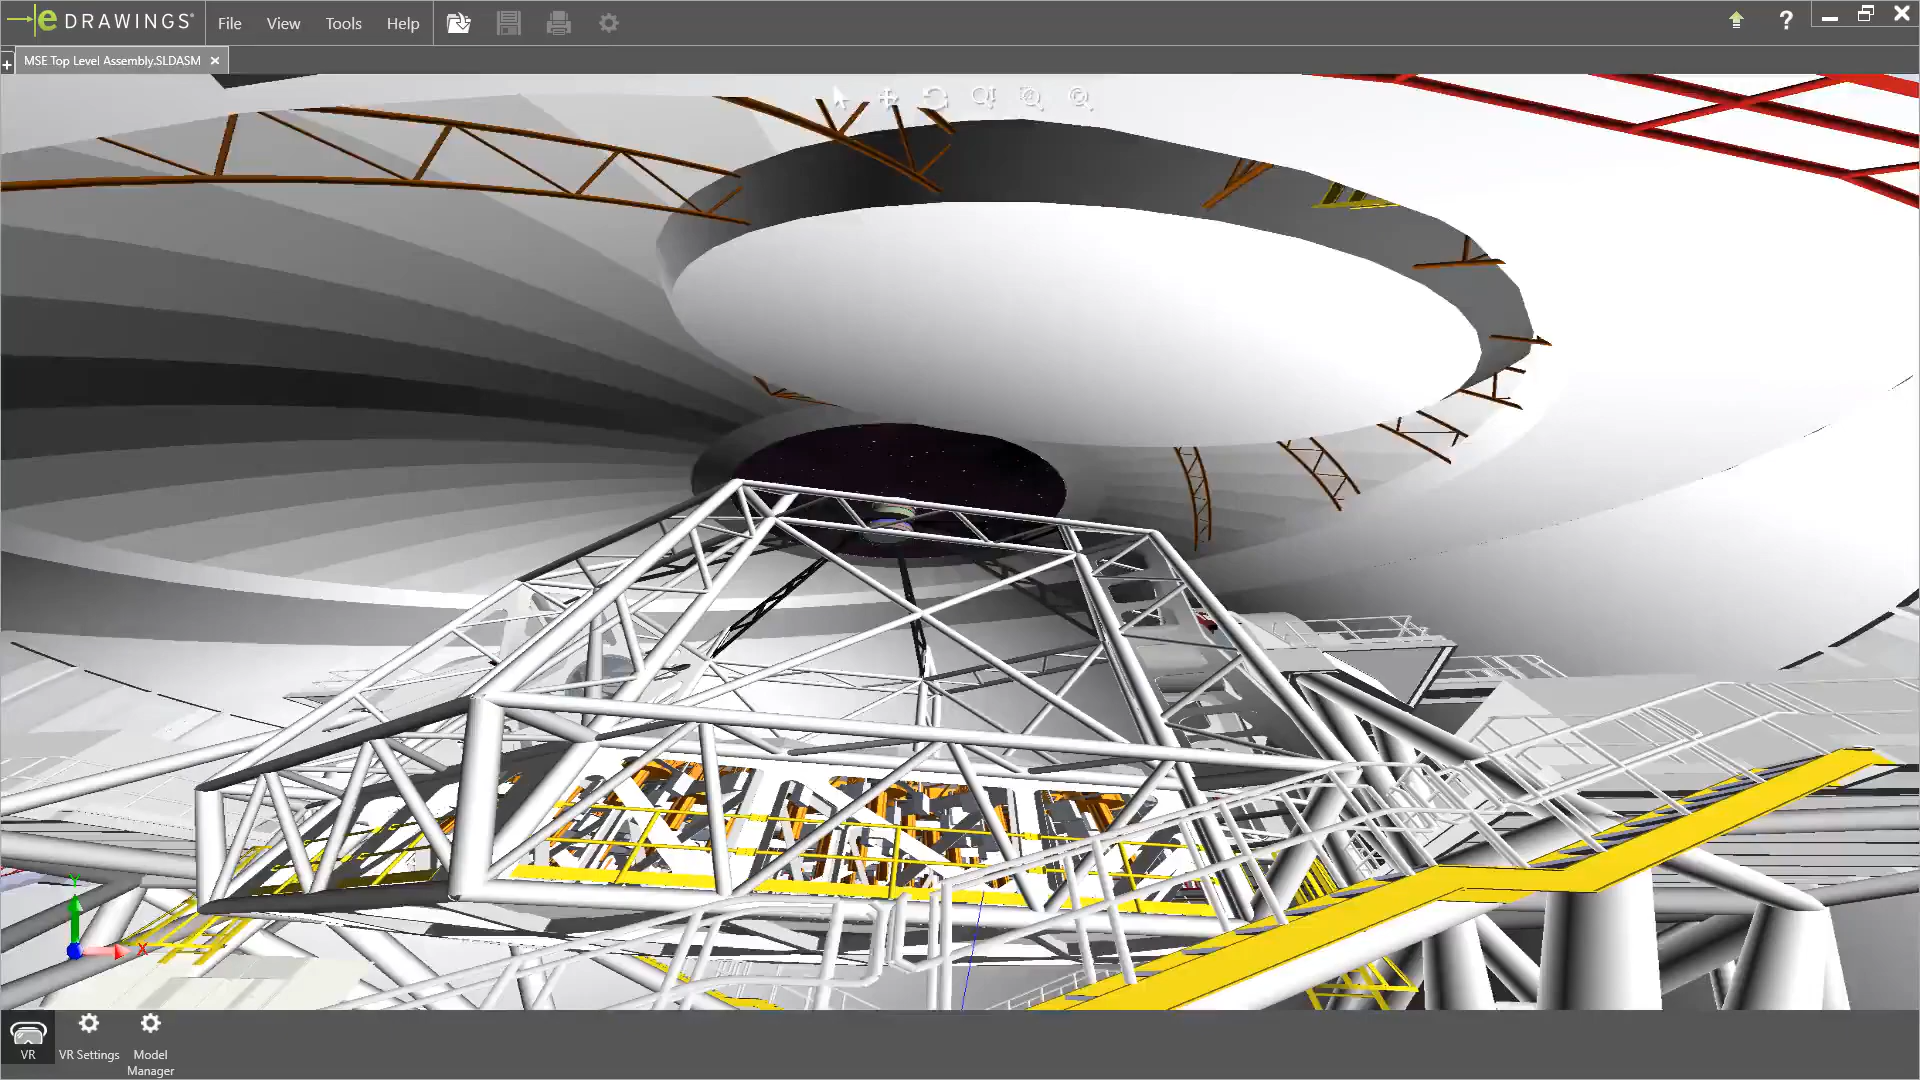 eDRAWINGS®
File View Tools Help
?
MSE Top Level Assembly.SLDASM
Y
X
VR
VR Settings
Model
Manager